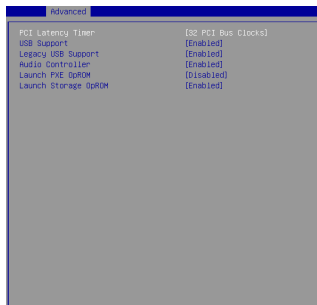 Advanced
PCI Latency Timer [32 PCI Bus Clocks]
USB Support [Enabled]
Legacy USB Support [Enabled]
Audio Controller [Enabled]
Launch PXE OpROM [Disabled]
Launch Storage OpROM [Enabled]